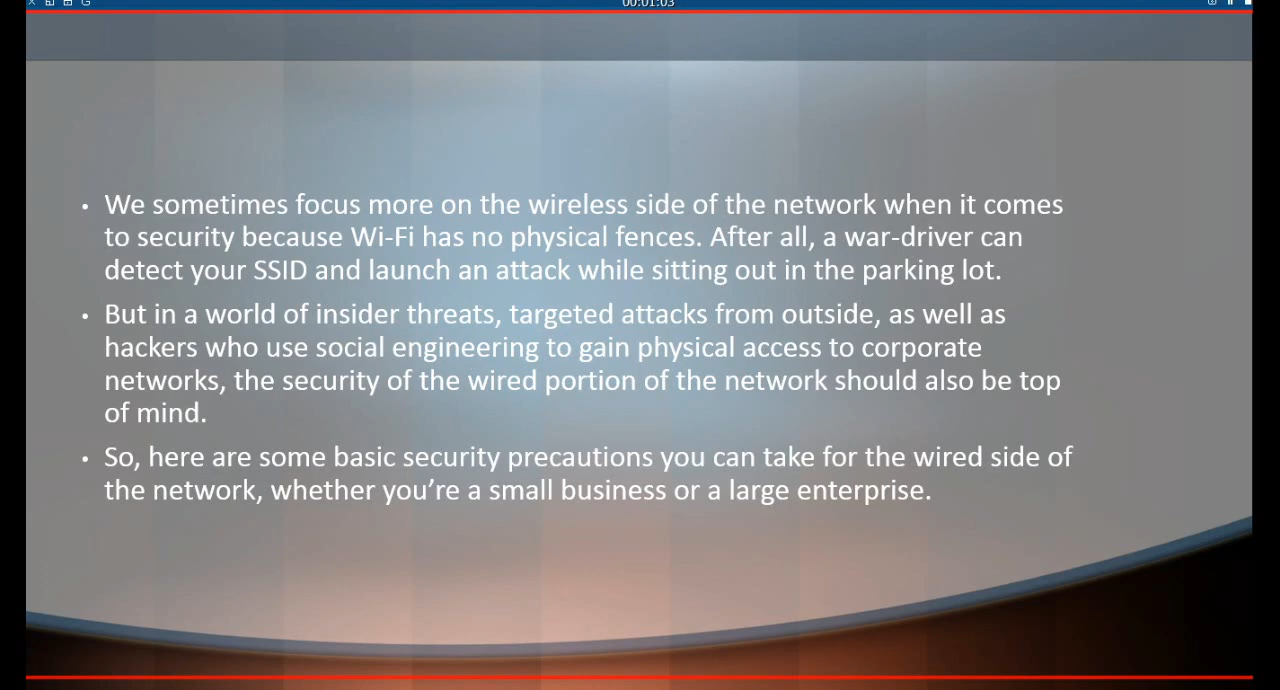 00:01:03
• We sometimes focus more on the wireless side of the network when it comes
to security because Wi-Fi has no physical fences. After all, a war-driver can
detect your SSID and launch an attack while sitting out in the parking lot.
• But in a world of insider threats, targeted attacks from outside, as well as
hackers who use social engineering to gain physical access to corporate
networks, the security of the wired portion of the network should also be top
of mind.
• So, here are some basic security precautions you can take for the wired side of
the network, whether you’re a small business or a large enterprise.